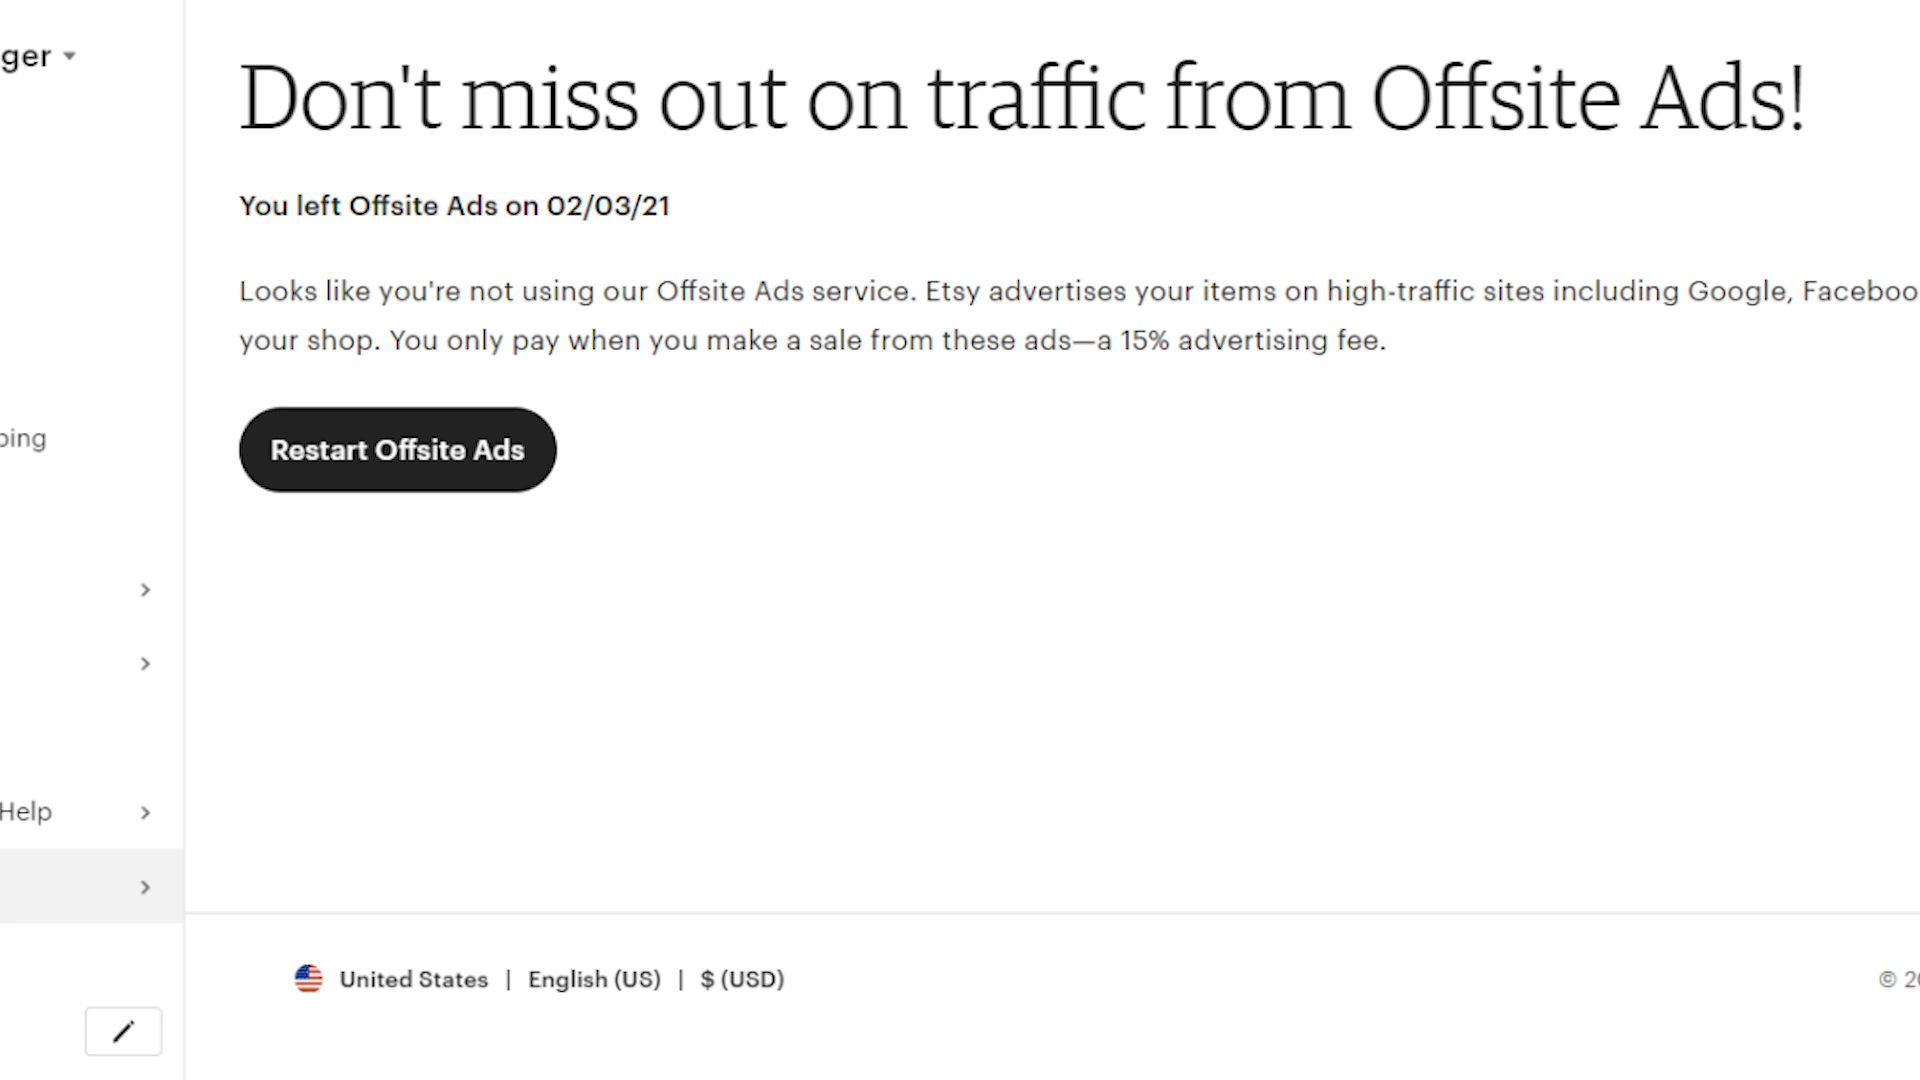 ger
Don't miss out on traffic from Offsite Ads!
You left Offsite Ads on 02/03/21
Looks like you're not using our Offsite Ads service. Etsy advertises your items on high-traffic sites including Google, Faceboo
your shop. You only pay when you make a sale from these ads—a 15% advertising fee.
Restart Offsite Ads
ping
Help
United States | English (US) | $ (USD)
© 20